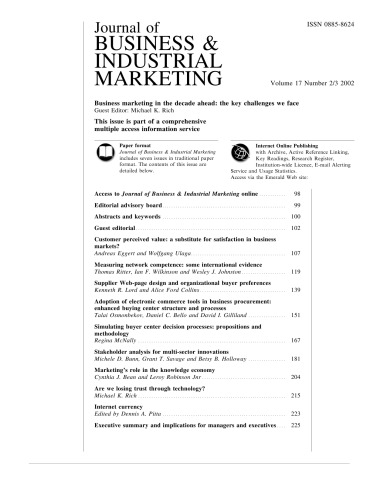 Journal of
ISSN 0885-8624
BUSINESS &
INDUSTRIAL
MARKETING
Volume 17 Number 2/3 2002
Business marketing in the decade ahead: the key challenges we face
Guest Editor: Michael K. Rich
This issue is part of a comprehensive
multiple access information service
Paper format
Journal of Business & Industrial Marketing
includes seven issues in traditional paper
format. The contents of this issue are
detailed below.
Internet Online Publishing
with Archive, Active Reference Linking,
Key Readings, Research Register,
Institution-wide Licence, E-mail Alerting
Service and Usage Statistics.
Access via the Emerald Web site:
Access to Journal of Business & Industrial Marketing online 98
Editorial advisory board 99
Abstracts and keywords 100
Guest editorial 102
Customer perceived value: a substitute for satisfaction in business
markets?
Andreas Eggert and Wolfgang Ulaga 107
Measuring network competence: some international evidence
Thomas Ritter, Ian F. Wilkinson and Wesley J. Johnston 119
Supplier Web-page design and organizational buyer preferences
Kenneth R. Lord and Alice Ford Collins 139
Adoption of electronic commerce tools in business procurement:
enhanced buying center structure and processes
Talai Osmonbekov, Daniel C. Bello and David I. Gilliland 151
Simulating buyer center decision processes: propositions and
methodology
Regina McNally 167
Stakeholder analysis for multi-sector innovations
Michele D. Bunn, Grant T. Savage and Betsy B. Holloway 181
Marketing's role in the knowledge economy
Cynthia J. Bean and Leroy Robinson Jnr 204
Are we losing trust through technology?
Michael K. Rich 215
Internet currency
Edited by Dennis A. Pitta 223
Executive summary and implications for managers and executives 225